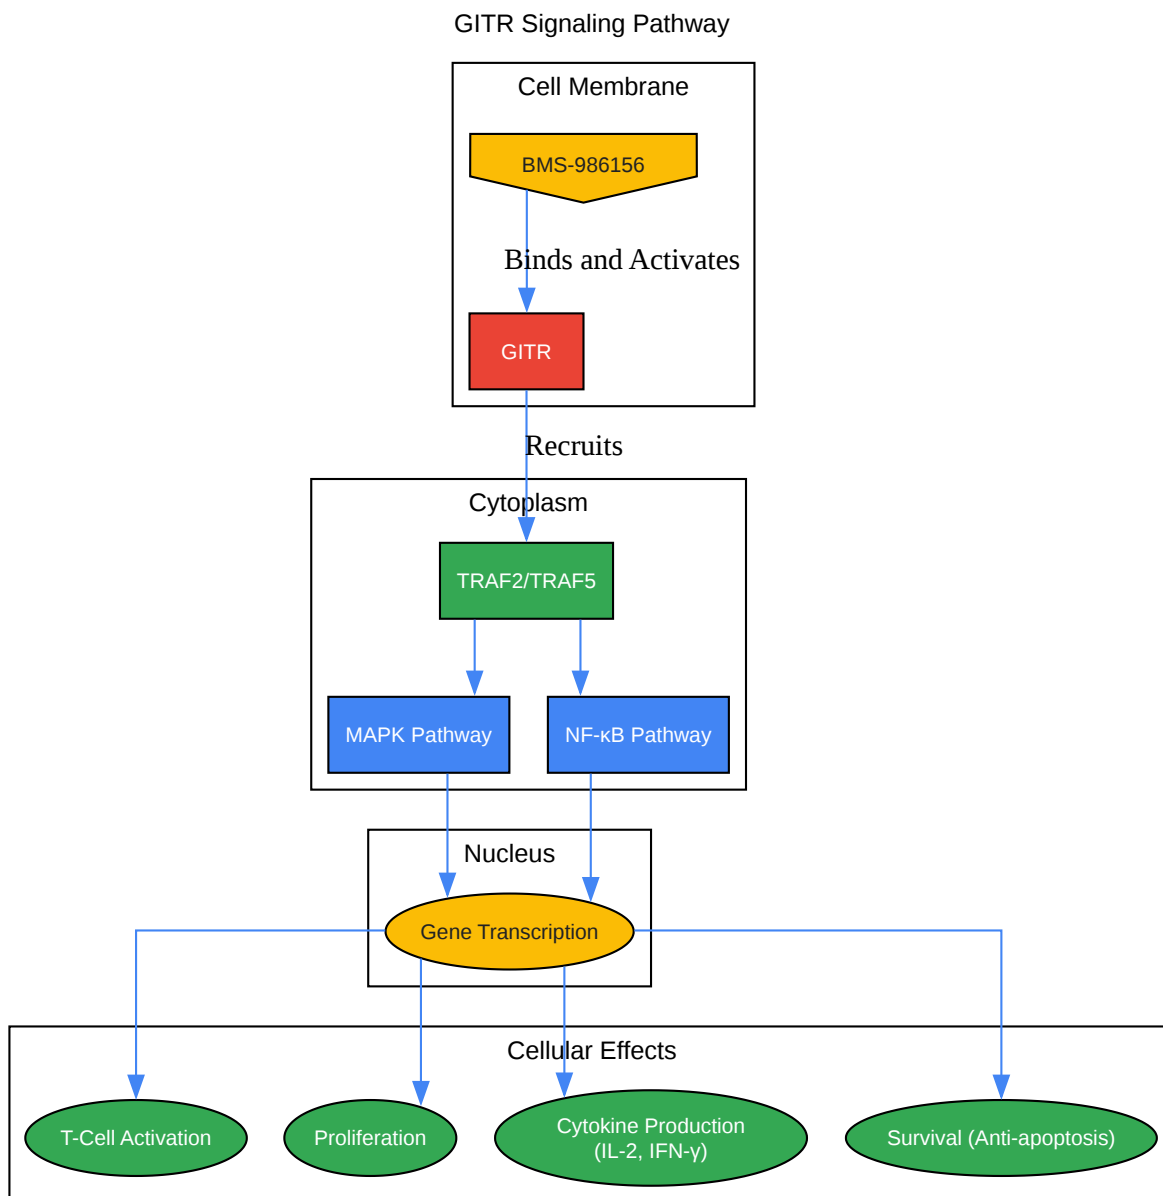 GITR Signaling Pathway
Cell Membrane
BMS-986156
Binds and Activates
GITR
Recruits
Cytoplasm
TRAF2/TRAF5
MAPK Pathway
NF-κB Pathway
Nucleus
Gene Transcription
Cellular Effects
T-Cell Activation
Proliferation
Cytokine Production
(IL-2, IFN-γ)
Survival (Anti-apoptosis)